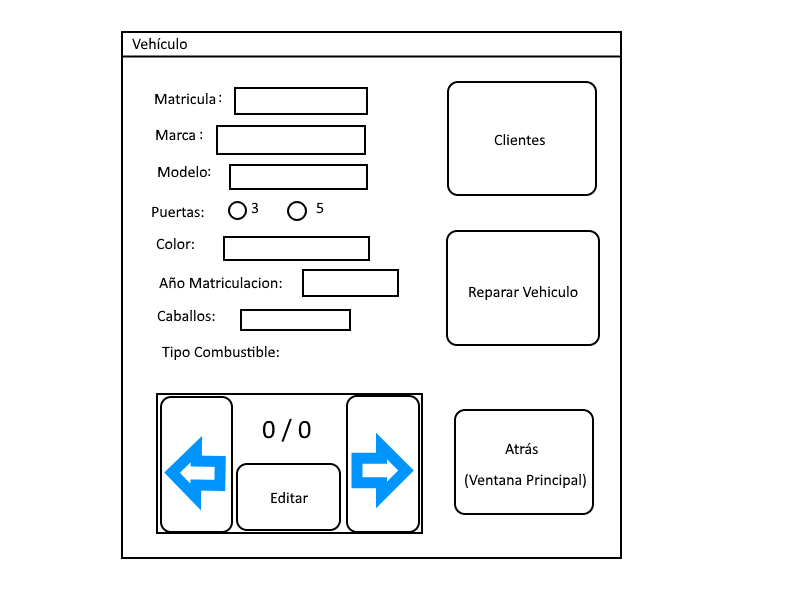 Vehículo
Matricula:
Marca :
Modelo:
Puertas: 3 5
Color:
Año Matriculacion:
Caballos:
Tipo Combustible:
0 / 0
Editar
Clientes
Reparar Vehiculo
Atrás
(Ventana Principal)